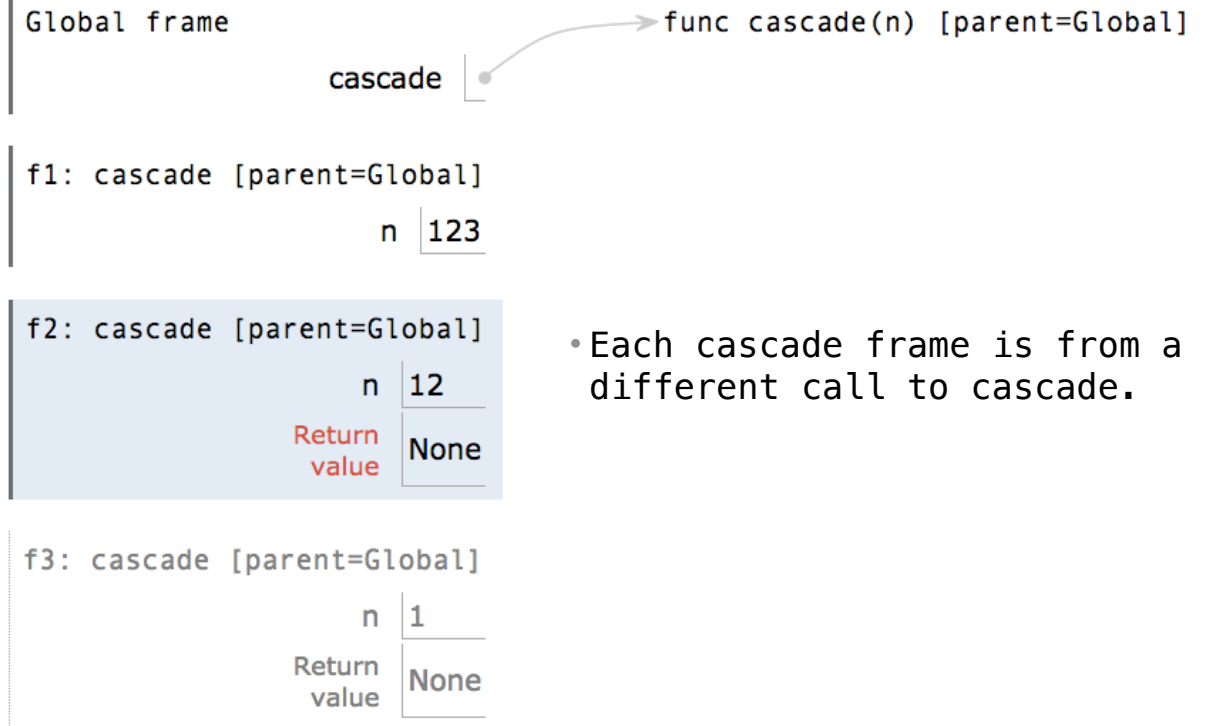 Global frame
func cascade(n) [parent=Global]
cascade
f1: cascade [parent=Global]
n 123
f2: cascade [parent=Global]
n 12
Return
value None
f3: cascade [parent=Global]
n 1
Return
value None
•Each cascade frame is from a
different call to cascade.